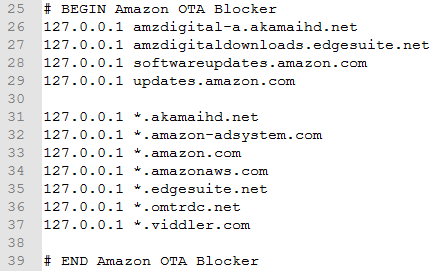 25 # BEGIN Amazon OTA Blocker
26 127.0.0.1 amzdigital-a.akamaihd.net
27 127.0.0.1 amzdigitaldownloads.edgesuite.net
28 127.0.0.1 softwareupdates.amazon.com
29 127.0.0.1 updates.amazon.com
30
31 127.0.0.1 *.akamaihd.net
32 127.0.0.1 *.amazon-adsystem.com
33 127.0.0.1 *.amazon.com
34 127.0.0.1 *.amazonaws.com
35 127.0.0.1 *.edgesuite.net
36 127.0.0.1 *.omtrdc.net
37 127.0.0.1 *.viddler.com
38
39 # END Amazon OTA Blocker